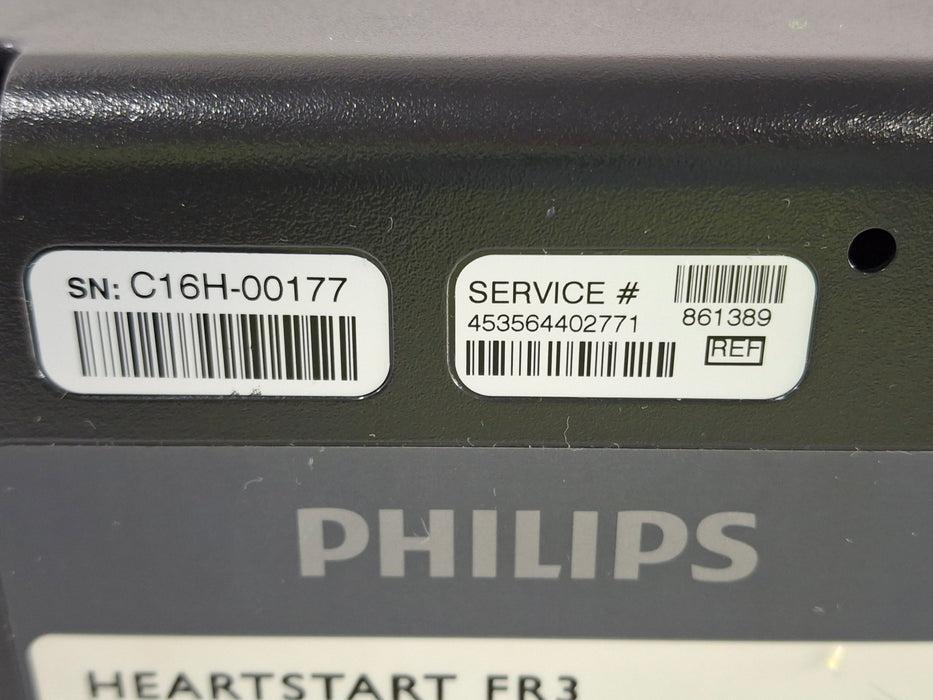 SN: C16H-00177
SERVICE #
453564402771
861389
REF
PHILIPS
HEARTSTART FR3